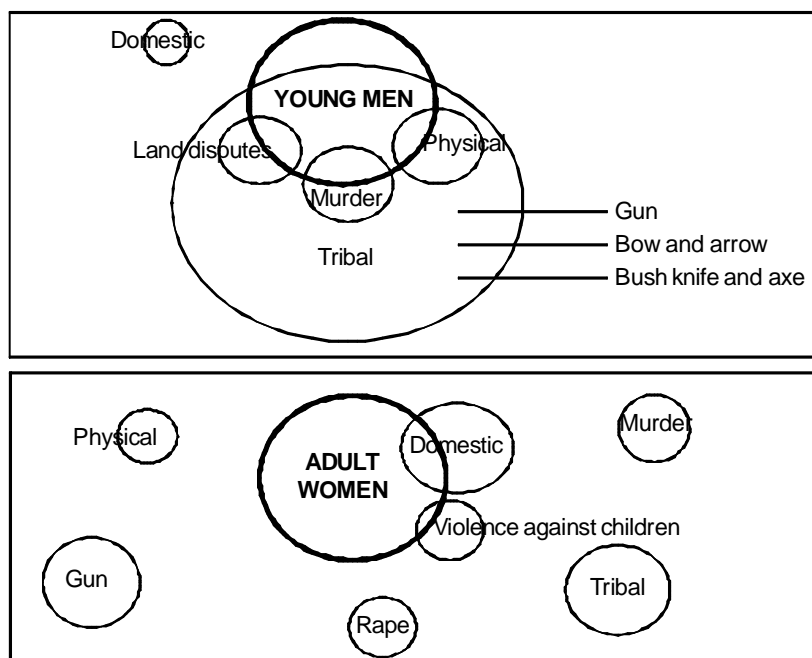 Domestic
YOUNG MEN
Land disputes
Physical
Murder
Gun
Tribal
Bow and arrow
Bush knife and axe
Physical
Domestic
Murder
ADULT
WOMEN
Violence against children
Gun
Tribal
Rape